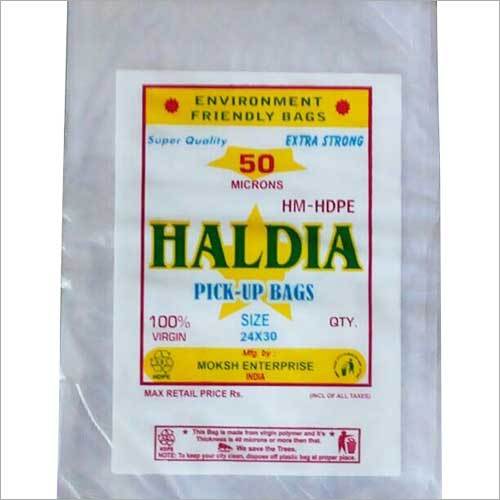 ENVIRONMENT
FRIENDLY BAGS
Super Quality EXTRA STRONG
50
MICRONS
HM-HDPE
HALDIA
PICK-UP BAGS
100% SIZE QTY.
VIRGIN 24X30
Mfg. by :
MOKSH ENTERPRISE
INDIA
HDPE
MAX RETAIL PRICE Rs. (INCL OF ALL TAXES)
★ This Bag is made from virgin polymer and it's ★
Thickness is 40 microns or more then that.
HDPE We save the Trees.
NOTE: To keep your city clean, dispose off plastic bag at proper place.